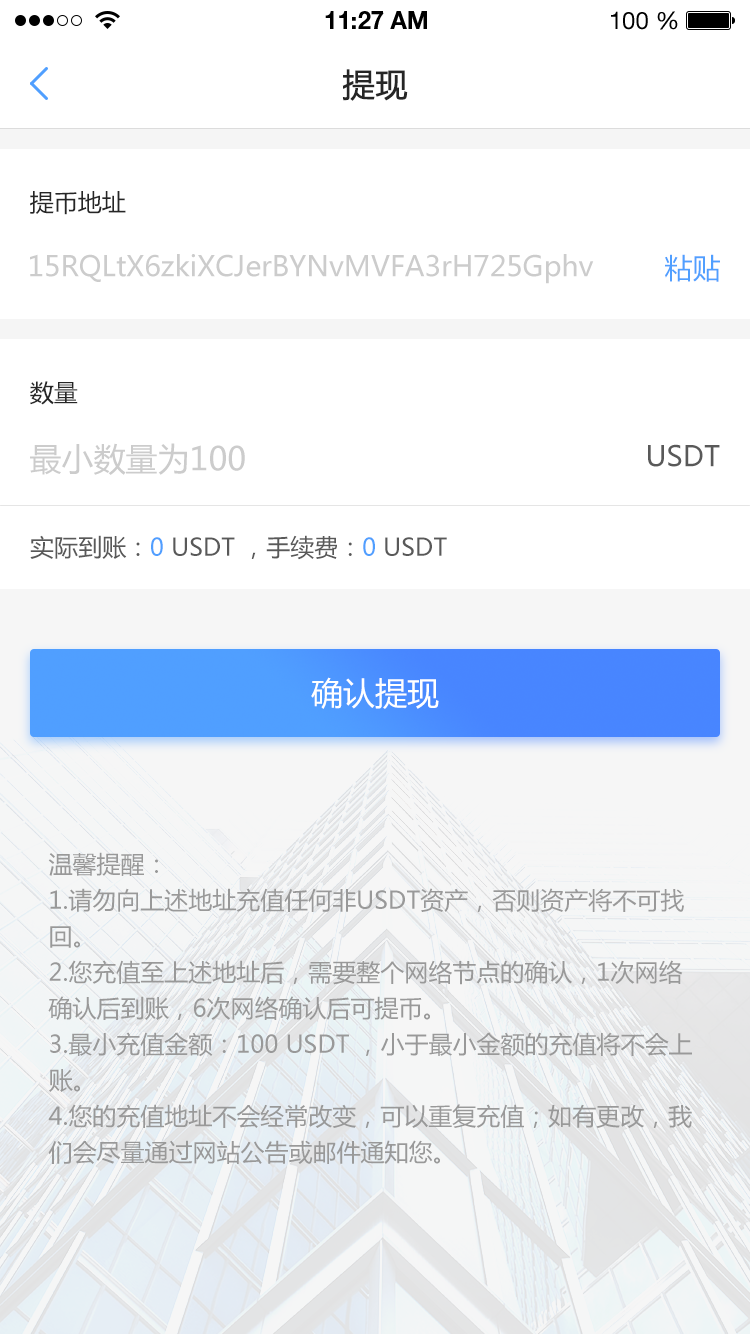 11:27 AM
100 %
提现
提币地址
15RQLtX6zkiXCJerBYNvMVFA3rH725Gphv
粘贴
数量
最小数量为100
USDT
实际到账：0 USDT ，手续费：0 USDT
确认提现
温馨提醒：
1.请勿向上述地址充值任何非USDT资产，否则资产将不可找
回。
2.您充值至上述地址后，需要整个网络节点的确认，1次网络
确认后到账，6次网络确认后可提币。
3.最小充值金额：100 USDT ，小于最小金额的充值将不会上
账。
4.您的充值地址不会经常改变，可以重复充值；如有更改，我
们会尽量通过网站公告或邮件通知您。